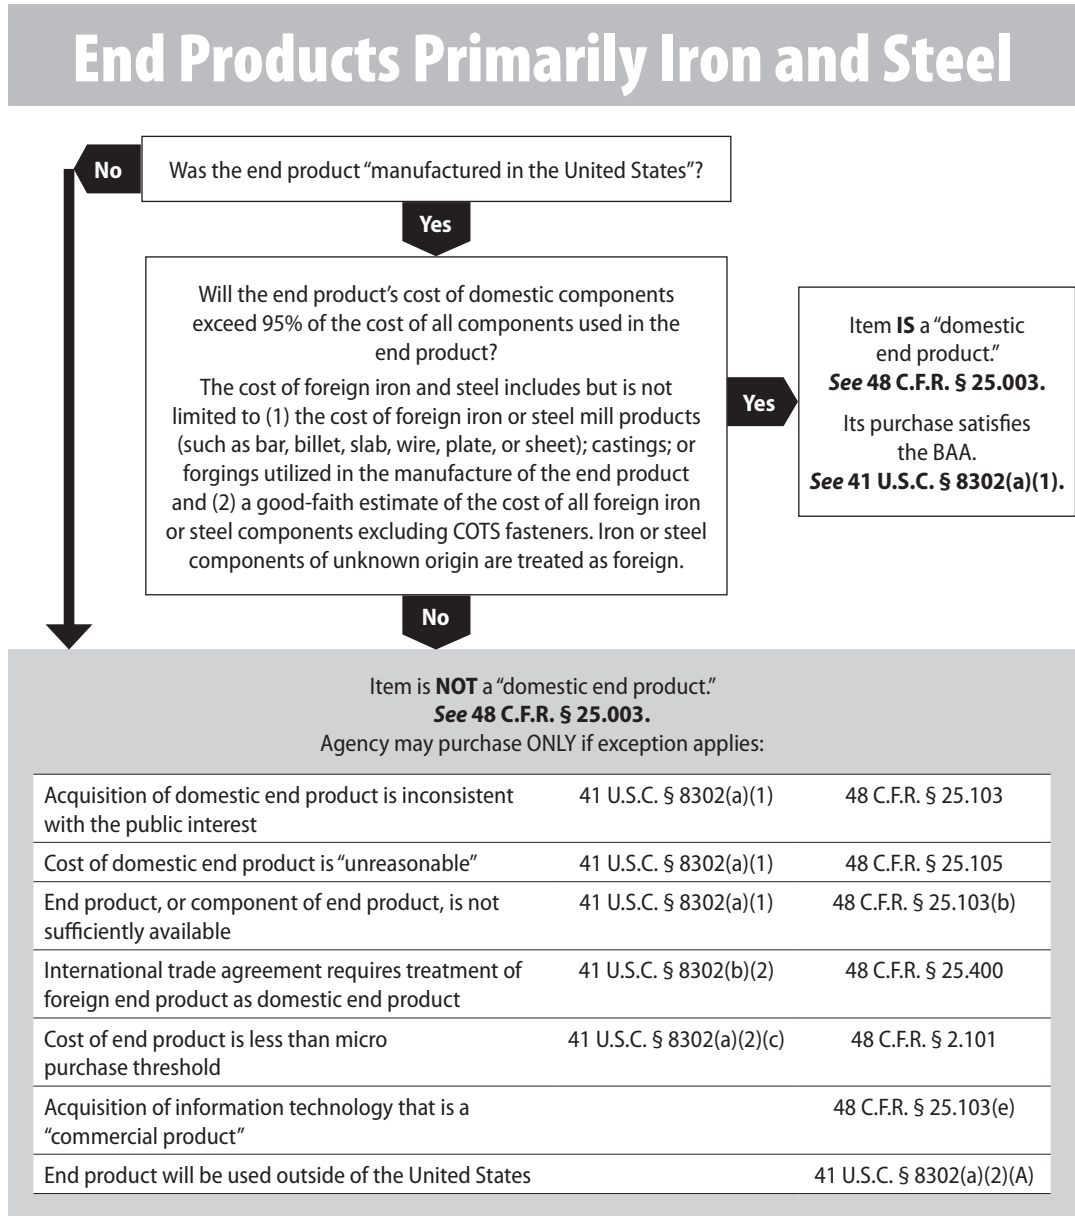 End Products Primarily Iron and Steel
No
Was the end product “manufactured in the United States”?
Yes
Will the end product’s cost of domestic components
exceed 95% of the cost of all components used in the
end product?
The cost of foreign iron and steel includes but is not
limited to (1) the cost of foreign iron or steel mill products
(such as bar, billet, slab, wire, plate, or sheet); castings; or
forgings utilized in the manufacture of the end product
and (2) a good-faith estimate of the cost of all foreign iron
or steel components excluding COTS fasteners. Iron or steel
components of unknown origin are treated as foreign.
Yes
Item IS a “domestic
end product.”
See 48 C.F.R. § 25.003.
Its purchase satisfies
the BAA.
See 41 U.S.C. § 8302(a)(1).
No
Item is NOT a “domestic end product.”
See 48 C.F.R. § 25.003.
Agency may purchase ONLY if exception applies:
Acquisition of domestic end product is inconsistent 41 U.S.C. § 8302(a)(1) 48 C.F.R. § 25.103
with the public interest
Cost of domestic end product is “unreasonable” 41 U.S.C. § 8302(a)(1) 48 C.F.R. § 25.105
End product, or component of end product, is not 41 U.S.C. § 8302(a)(1) 48 C.F.R. § 25.103(b)
sufficiently available
International trade agreement requires treatment of 41 U.S.C. § 8302(b)(2) 48 C.F.R. § 25.400
foreign end product as domestic end product
Cost of end product is less than micro 41 U.S.C. § 8302(a)(2)(c) 48 C.F.R. § 2.101
purchase threshold
Acquisition of information technology that is a 48 C.F.R. § 25.103(e)
“commercial product”
End product will be used outside of the United States 41 U.S.C. § 8302(a)(2)(A)